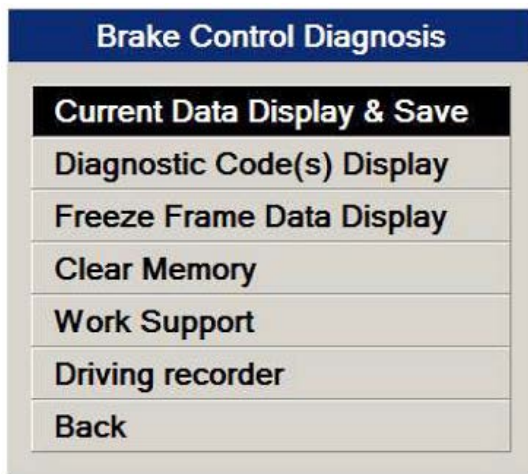 Brake Control Diagnosis
Current Data Display & Save
Diagnostic Code(s) Display
Freeze Frame Data Display
Clear Memory
Work Support
Driving recorder
Back